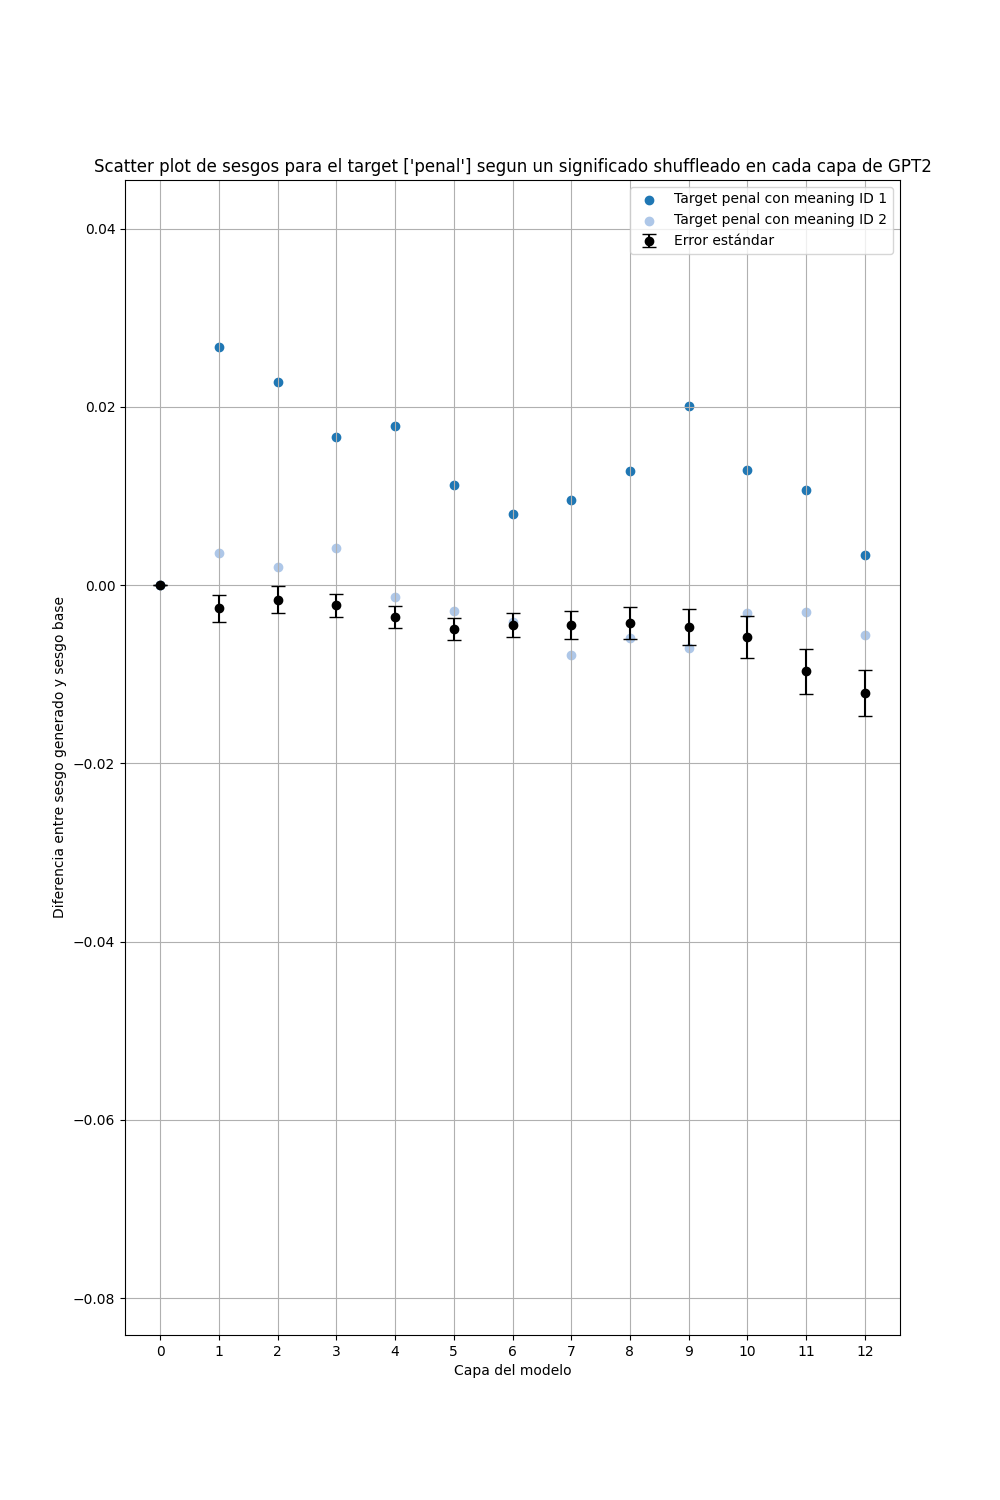 Scatter plot de sesgos para el target ['penal'] segun un significado shuffleado en cada capa de GPT2
Target penal con meaning ID 1
Target penal con meaning ID 2
Error estándar
Diferencia entre sesgo generado y sesgo base
0.04
0.02
0.00
−0.02
−0.04
−0.06
−0.08
0 1 2 3 4 5 6 7 8 9 10 11 12
Capa del modelo